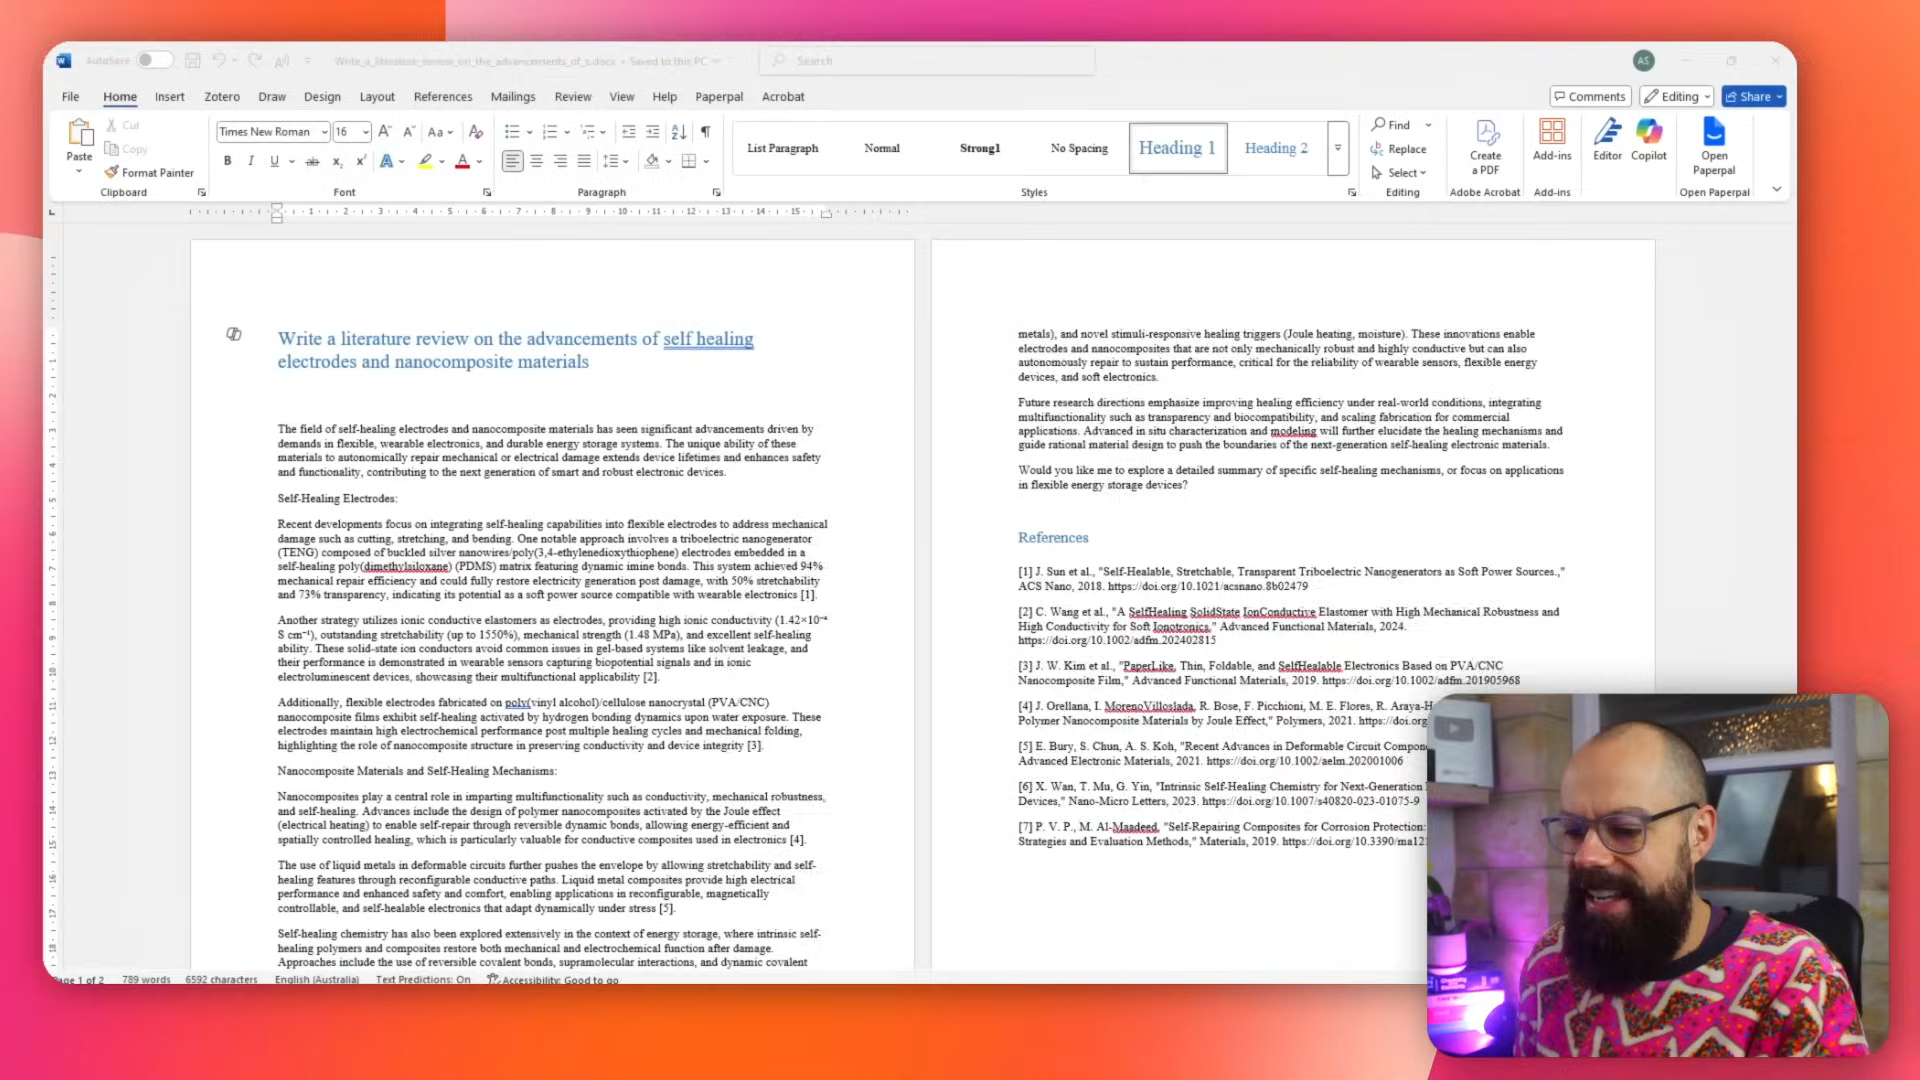 AutoSave
Write_a_literature_review_on_the_advancements_of_s.docx • Saved to this PC
Search
AS
File Home Insert Zotero Draw Design Layout References Mailings Review View Help Paperpal Acrobat
Comments Editing Share
Paste
Cut
Copy
Format Painter
Clipboard
Times New Roman 16
Font
Paragraph
List Paragraph Normal Strong1 No Spacing Heading 1 Heading 2
Styles
Find
Replace
Select
Editing
Create
a PDF
Adobe Acrobat
Add-ins
Add-ins
Editor
Copilot
Open
Paperpal
Open Paperpal
1 2 3 4 5 6 7 8 9 10 11 12 13 14 15
Write a literature review on the advancements of self healing
electrodes and nanocomposite materials
The field of self-healing electrodes and nanocomposite materials has seen significant advancements driven by
demands in flexible, wearable electronics, and durable energy storage systems. The unique ability of these
materials to autonomically repair mechanical or electrical damage extends device lifetimes and enhances safety
and functionality, contributing to the next generation of smart and robust electronic devices.
Self-Healing Electrodes:
Recent developments focus on integrating self-healing capabilities into flexible electrodes to address mechanical
damage such as cutting, stretching, and bending. One notable approach involves a triboelectric nanogenerator
(TENG) composed of buckled silver nanowires/poly(3,4-ethylenedioxythiophene) electrodes embedded in a
self-healing poly(dimethylsiloxane) (PDMS) matrix featuring dynamic imine bonds. This system achieved 94%
mechanical repair efficiency and could fully restore electricity generation post damage, with 50% stretchability
and 73% transparency, indicating its potential as a soft power source compatible with wearable electronics [1].
Another strategy utilizes ionic conductive elastomers as electrodes, providing high ionic conductivity (1.42×10⁻⁴
S cm⁻¹), outstanding stretchability (up to 1550%), mechanical strength (1.48 MPa), and excellent self-healing
ability. These solid-state ion conductors avoid common issues in gel-based systems like solvent leakage, and
their performance is demonstrated in wearable sensors capturing biopotential signals and in ionic
electroluminescent devices, showcasing their multifunctional applicability [2].
Additionally, flexible electrodes fabricated on poly(vinyl alcohol)/cellulose nanocrystal (PVA/CNC)
nanocomposite films exhibit self-healing activated by hydrogen bonding dynamics upon water exposure. These
electrodes maintain high electrochemical performance post multiple healing cycles and mechanical folding,
highlighting the role of nanocomposite structure in preserving conductivity and device integrity [3].
Nanocomposite Materials and Self-Healing Mechanisms:
Nanocomposites play a central role in imparting multifunctionality such as conductivity, mechanical robustness,
and self-healing. Advances include the design of polymer nanocomposites activated by the Joule effect
(electrical heating) to enable self-repair through reversible dynamic bonds, allowing energy-efficient and
spatially controlled healing, which is particularly valuable for conductive composites used in electronics [4].
The use of liquid metals in deformable circuits further pushes the envelope by allowing stretchability and self-
healing features through reconfigurable conductive paths. Liquid metal composites provide high electrical
performance and enhanced safety and comfort, enabling applications in reconfigurable, magnetically
controllable, and self-healable electronics that adapt dynamically under stress [5].
Self-healing chemistry has also been explored extensively in the context of energy storage, where intrinsic self-
healing polymers and composites restore both mechanical and electrochemical function after damage.
Approaches include the use of reversible covalent bonds, supramolecular interactions, and dynamic covalent
metals), and novel stimuli-responsive healing triggers (Joule heating, moisture). These innovations enable
electrodes and nanocomposites that are not only mechanically robust and highly conductive but can also
autonomously repair to sustain performance, critical for the reliability of wearable sensors, flexible energy
devices, and soft electronics.
Future research directions emphasize improving healing efficiency under real-world conditions, integrating
multifunctionality such as transparency and biocompatibility, and scaling fabrication for commercial
applications. Advanced in situ characterization and modeling will further elucidate the healing mechanisms and
guide rational material design to push the boundaries of the next-generation self-healing electronic materials.
Would you like me to explore a detailed summary of specific self-healing mechanisms, or focus on applications
in flexible energy storage devices?
References
[1] J. Sun et al., "Self-Healable, Stretchable, Transparent Triboelectric Nanogenerators as Soft Power Sources.,"
ACS Nano, 2018. https://doi.org/10.1021/acsnano.8b02479
[2] C. Wang et al., "A SelfHealing SolidState IonConductive Elastomer with High Mechanical Robustness and
High Conductivity for Soft Ionotronics," Advanced Functional Materials, 2024.
https://doi.org/10.1002/adfm.202402815
[3] J. W. Kim et al., "PaperLike, Thin, Foldable, and SelfHealable Electronics Based on PVA/CNC
Nanocomposite Film," Advanced Functional Materials, 2019. https://doi.org/10.1002/adfm.201905968
[4] J. Orellana, I. MorenoVilloslada, R. Bose, F. Picchioni, M. E. Flores, R. Araya-H
Polymer Nanocomposite Materials by Joule Effect," Polymers, 2021. https://doi.org
[5] E. Bury, S. Chun, A. S. Koh, "Recent Advances in Deformable Circuit Compon
Advanced Electronic Materials, 2021. https://doi.org/10.1002/aelm.202001006
[6] X. Wan, T. Mu, G. Yin, "Intrinsic Self-Healing Chemistry for Next-Generation
Devices," Nano-Micro Letters, 2023. https://doi.org/10.1007/s40820-023-01075-9
[7] P. V. P., M. Al-Maadeed, "Self-Repairing Composites for Corrosion Protection:
Strategies and Evaluation Methods," Materials, 2019. https://doi.org/10.3390/ma12
Page 1 of 2 789 words 6592 characters English (Australia) Text Predictions: On Accessibility: Good to go